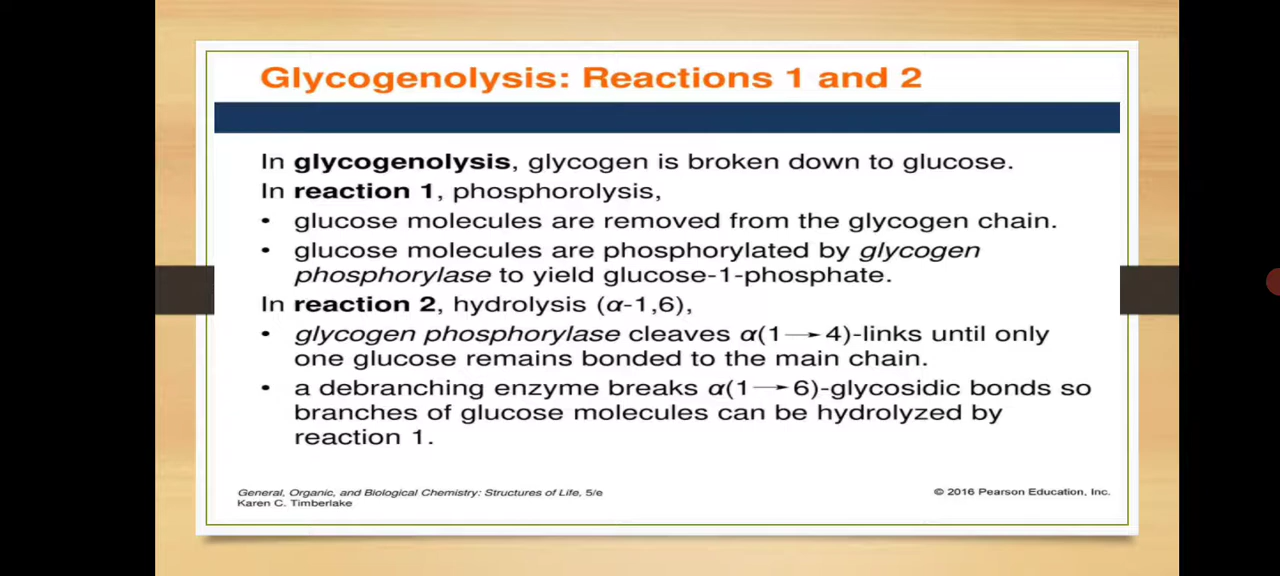 Glycogenolysis: Reactions 1 and 2
In glycogenolysis, glycogen is broken down to glucose.
In reaction 1, phosphorolysis,
• glucose molecules are removed from the glycogen chain.
• glucose molecules are phosphorylated by glycogen
phosphorylase to yield glucose-1-phosphate.
In reaction 2, hydrolysis (α-1,6),
• glycogen phosphorylase cleaves α(1→4)-links until only
one glucose remains bonded to the main chain.
• a debranching enzyme breaks α(1→6)-glycosidic bonds so
branches of glucose molecules can be hydrolyzed by
reaction 1.
General, Organic, and Biological Chemistry: Structures of Life, 5/e
Karen C. Timberlake
© 2016 Pearson Education, Inc.